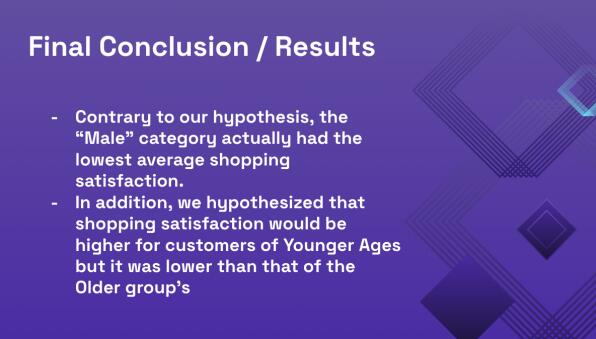 Final Conclusion / Results
- Contrary to our hypothesis, the
“Male” category actually had the
lowest average shopping
satisfaction.
- In addition, we hypothesized that
shopping satisfaction would be
higher for customers of Younger Ages
but it was lower than that of the
Older group's